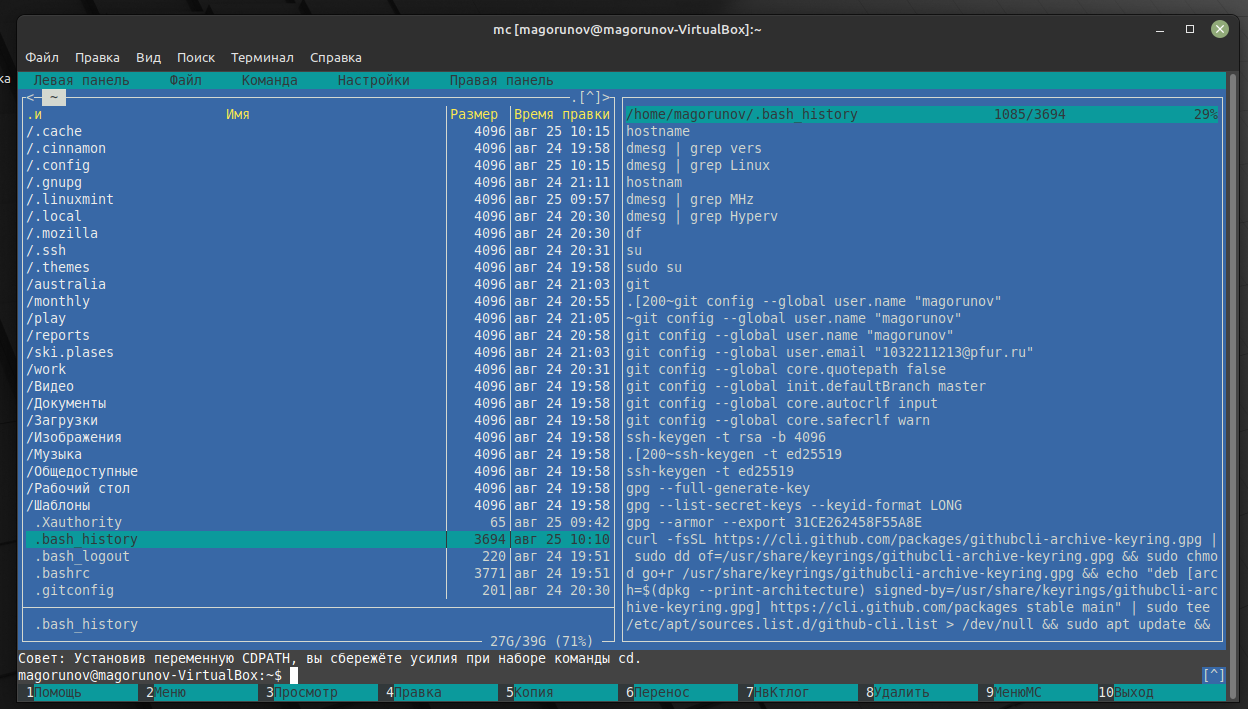 mc [magorunov@magorunov-VirtualBox]:~
Файл Правка Вид Поиск Терминал Справка
ка
Левая панель Файл Команда Настройки Правая панель
<─ ~ .[^]>
.и Имя Размер Время правки
/.cache 4096 авг 25 10:15
/.cinnamon 4096 авг 24 19:58
/.config 4096 авг 25 10:15
/.gnupg 4096 авг 24 21:11
/.linuxmint 4096 авг 25 09:57
/.local 4096 авг 24 20:30
/.mozilla 4096 авг 24 20:30
/.ssh 4096 авг 24 20:31
/.themes 4096 авг 24 19:58
/australia 4096 авг 24 21:03
/monthly 4096 авг 24 20:55
/play 4096 авг 24 21:05
/reports 4096 авг 24 20:58
/ski.plases 4096 авг 24 21:03
/work 4096 авг 24 20:31
/Видео 4096 авг 24 19:58
/Документы 4096 авг 24 19:58
/Загрузки 4096 авг 24 19:58
/Изображения 4096 авг 24 19:58
/Музыка 4096 авг 24 19:58
/Общедоступные 4096 авг 24 19:58
/Рабочий стол 4096 авг 24 19:58
/Шаблоны 4096 авг 24 19:58
.Xauthority 65 авг 25 09:42
.bash_history 3694 авг 25 10:10
.bash_logout 220 авг 24 19:51
.bashrc 3771 авг 24 19:51
.gitconfig 201 авг 24 20:30
.bash_history
27G/39G (71%)
/home/magorunov/.bash_history 1085/3694 29%
hostname
dmesg | grep vers
dmesg | grep Linux
hostnam
dmesg | grep MHz
dmesg | grep Hyperv
df
su
sudo su
git
.[200~git config --global user.name "magorunov"
~git config --global user.name "magorunov"
git config --global user.name "magorunov"
git config --global user.email "1032211213@pfur.ru"
git config --global core.quotepath false
git config --global init.defaultBranch master
git config --global core.autocrlf input
git config --global core.safecrlf warn
ssh-keygen -t rsa -b 4096
.[200~ssh-keygen -t ed25519
ssh-keygen -t ed25519
gpg --full-generate-key
gpg --list-secret-keys --keyid-format LONG
gpg --armor --export 31CE262458F55A8E
curl -fsSL https://cli.github.com/packages/githubcli-archive-keyring.gpg |
sudo dd of=/usr/share/keyrings/githubcli-archive-keyring.gpg && sudo chmo
d go+r /usr/share/keyrings/githubcli-archive-keyring.gpg && echo "deb [arc
h=$(dpkg --print-architecture) signed-by=/usr/share/keyrings/githubcli-arc
hive-keyring.gpg] https://cli.github.com/packages stable main" | sudo tee
/etc/apt/sources.list.d/github-cli.list > /dev/null && sudo apt update &&
Совет: Установив переменную CDPATH, вы сбережёте усилия при наборе команды cd.
magorunov@magorunov-VirtualBox:~$ [^]
1Помощь 2Меню 3Просмотр 4Правка 5Копия 6Перенос 7НвКтлог 8Удалить 9МенюMC 10Выход